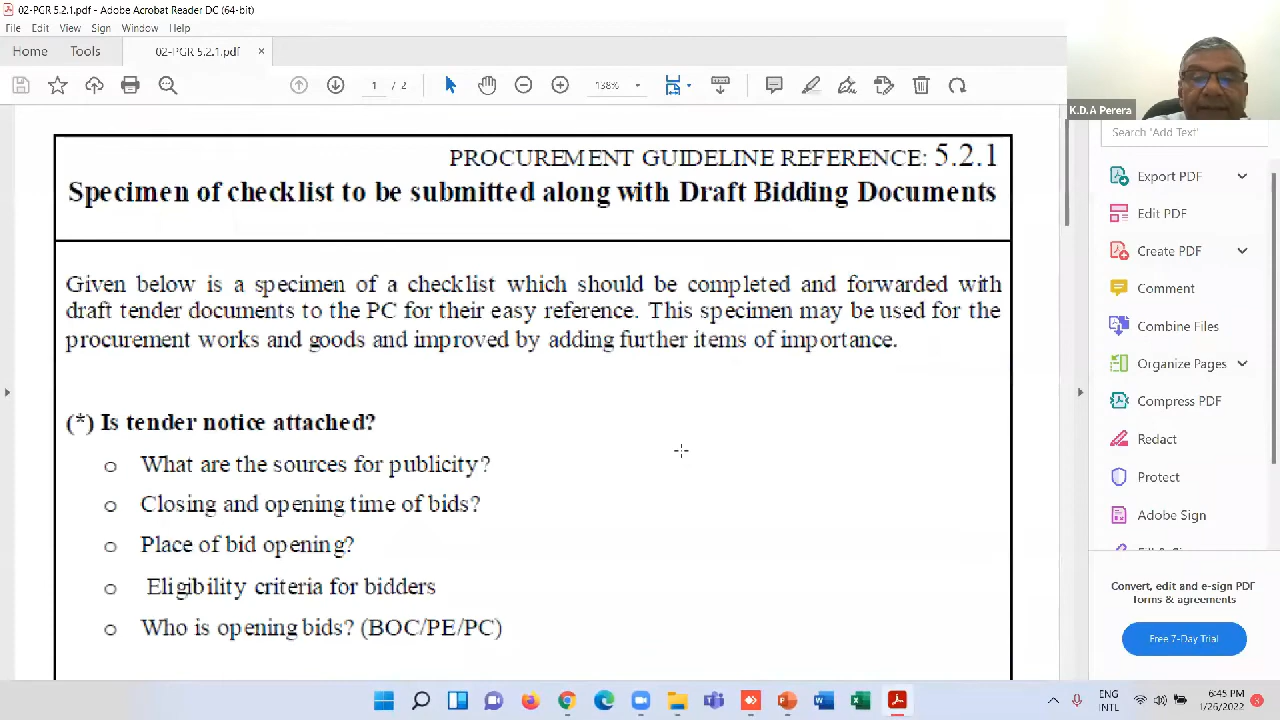 02-PGR 5.2.1.pdf - Adobe Acrobat Reader DC (64-bit)
File Edit View Sign Window Help
Home Tools 02-PGR 5.2.1.pdf ×
1 / 2 138%
K.D.A Perera
Search 'Add Text'
PROCUREMENT GUIDELINE REFERENCE: 5.2.1
Specimen of checklist to be submitted along with Draft Bidding Documents
Given below is a specimen of a checklist which should be completed and forwarded with
draft tender documents to the PC for their easy reference. This specimen may be used for the
procurement works and goods and improved by adding further items of importance.
(*) Is tender notice attached?
o What are the sources for publicity?
o Closing and opening time of bids?
o Place of bid opening?
o Eligibility criteria for bidders
o Who is opening bids? (BOC/PE/PC)
Export PDF
Edit PDF
Create PDF
Comment
Combine Files
Organize Pages
Compress PDF
Redact
Protect
Adobe Sign
Convert, edit and e-sign PDF
forms & agreements
Free 7-Day Trial
ENG
INTL
6:45 PM
1/26/2022